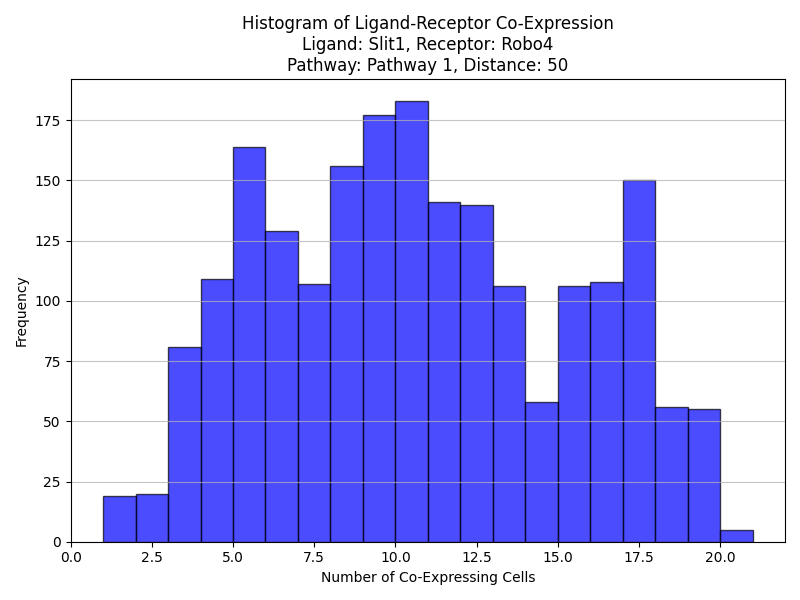 Histogram of Ligand-Receptor Co-Expression
Ligand: Slit1, Receptor: Robo4
Pathway: Pathway 1, Distance: 50
175
150
125
100
75
50
25
0
Frequency
0.0 2.5 5.0 7.5 10.0 12.5 15.0 17.5 20.0
Number of Co-Expressing Cells